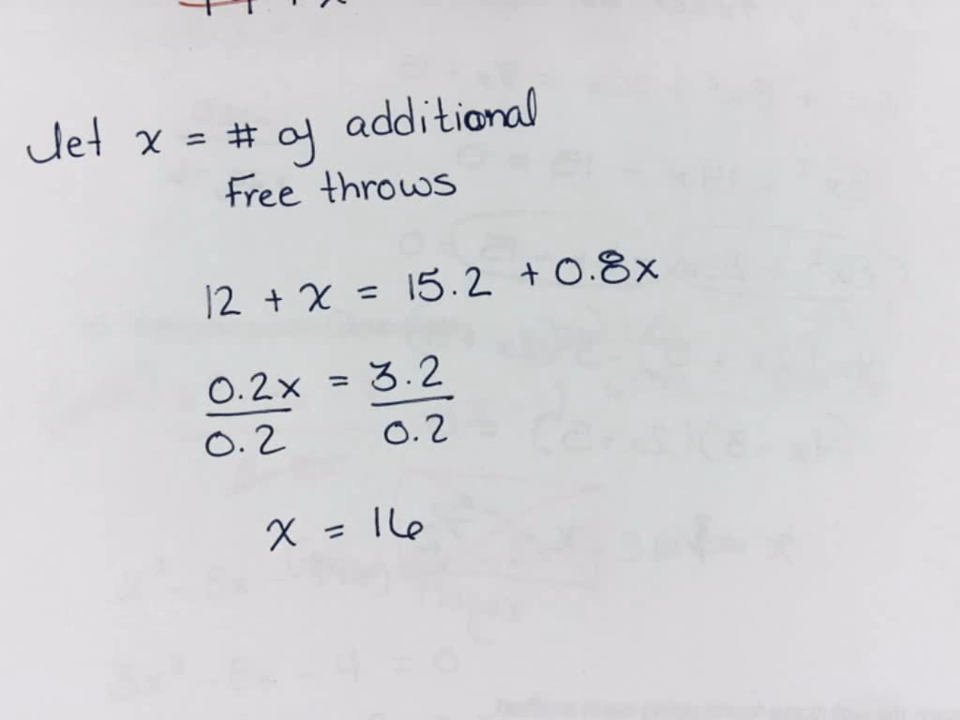 let x = # of additional
Free throws
12 + x = 15.2 + 0.8x
0.2x = 3.2
0.2 0.2
x = 16